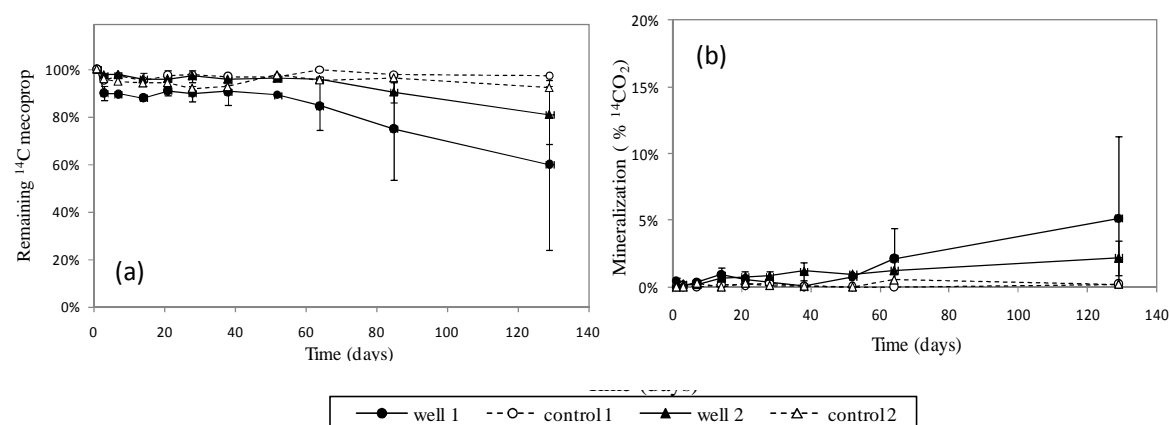 Remaining ¹⁴C mecoprop
100%
80%
60%
40%
20%
0%
(a)
0 20 40 60 80 100 120 140
Time (days)
Mineralization ( % ¹⁴CO₂)
20%
15%
10%
5%
0%
(b)
0 20 40 60 80 100 120 140
Time (days)
well 1 control 1 well 2 control 2